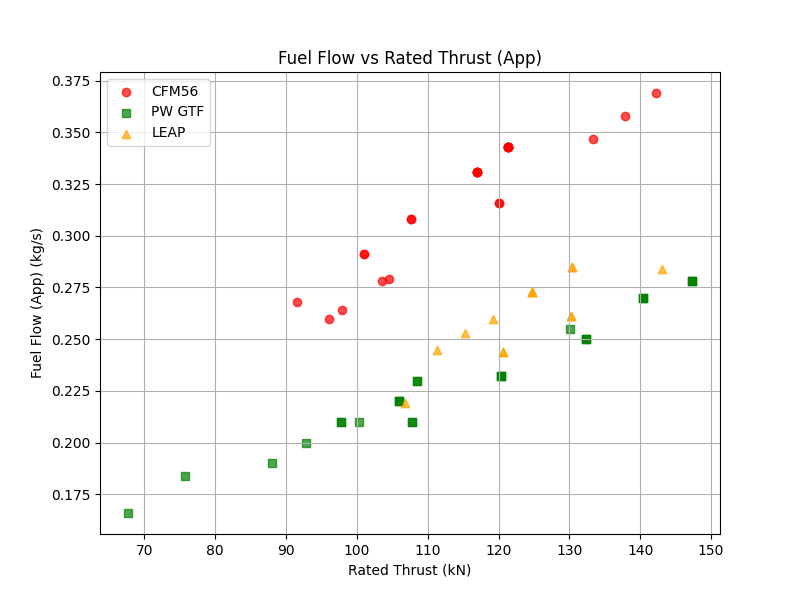 Fuel Flow vs Rated Thrust (App)
CFM56
PW GTF
LEAP
Fuel Flow (App) (kg/s)
0.375
0.350
0.325
0.300
0.275
0.250
0.225
0.200
0.175
70 80 90 100 110 120 130 140 150
Rated Thrust (kN)